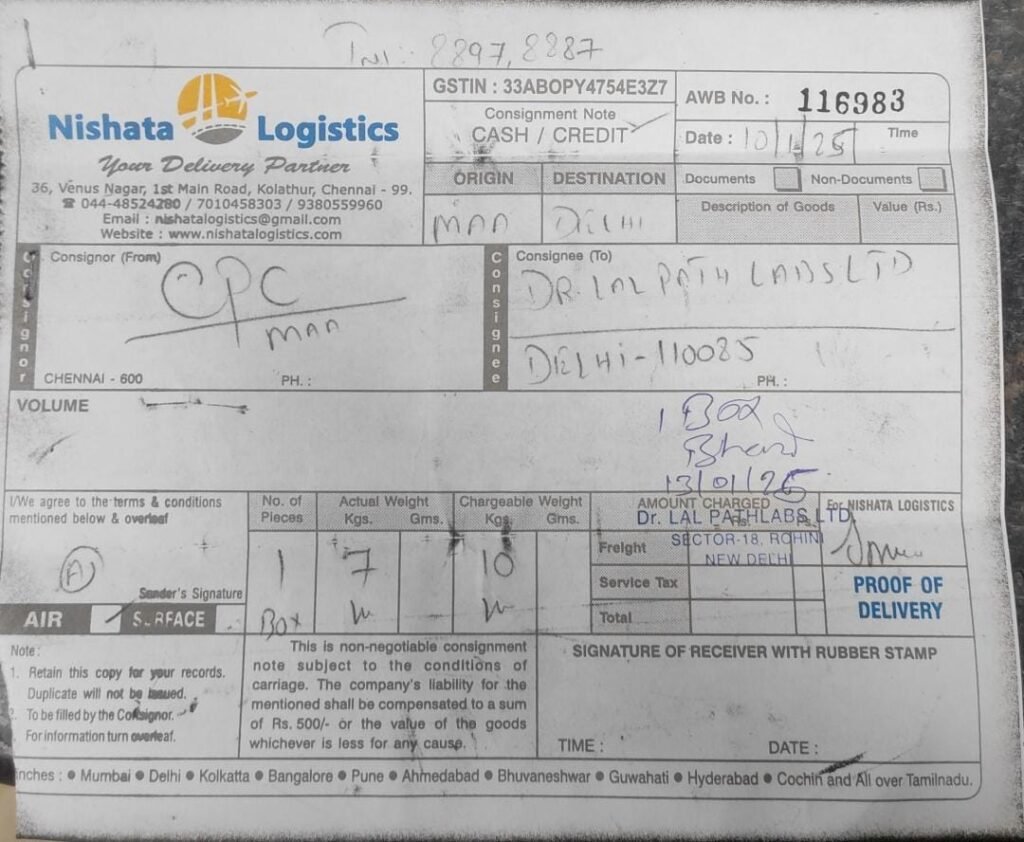 Inv: 8897, 8887
Nishata Logistics
Your Delivery Partner
36, Venus Nagar, 1st Main Road, Kolathur, Chennai - 99.
☎ 044-48524280 / 7010458303 / 9380559960
Email : nishatalogistics@gmail.com
Website : www.nishatalogistics.com
GSTIN : 33ABOPY4754E3Z7
Consignment Note
CASH / CREDIT
AWB No. : 116983
Date : 10/1/25 Time
ORIGIN DESTINATION
MAA DELHI
Documents Non-Documents
Description of Goods Value (Rs.)
Consignor
Consignor (From)
CPC
MAA
CHENNAI - 600 PH. :
Consignee
Consignee (To)
DR. LAL PATH LABS LTD
DELHI-110085
PH. :
VOLUME
1 Box
13/01/25
I/We agree to the terms & conditions
mentioned below & overleaf
A
Sender's Signature
AIR SURFACE
No. of Pieces
1
Box
Actual Weight
Kgs. Gms.
7
Chargeable Weight
Kgs. Gms.
10
AMOUNT CHARGED
Rs. Ps.
Freight
Service Tax
Total
Dr. LAL PATHLABS LTD
SECTOR-18, ROHINI
NEW DELHI
For NISHATA LOGISTICS
PROOF OF
DELIVERY
Note :
1. Retain this copy for your records.
Duplicate will not be issued.
2. To be filled by the Consignor.
For information turn overleaf.
This is non-negotiable consignment
note subject to the conditions of
carriage. The company's liability for the
mentioned shall be compensated to a sum
of Rs. 500/- or the value of the goods
whichever is less for any cause.
SIGNATURE OF RECEIVER WITH RUBBER STAMP
TIME : DATE :
inches : ● Mumbai ● Delhi ● Kolkatta ● Bangalore ● Pune ● Ahmedabad ● Bhuvaneshwar ● Guwahati ● Hyderabad ● Cochin and All over Tamilnadu.